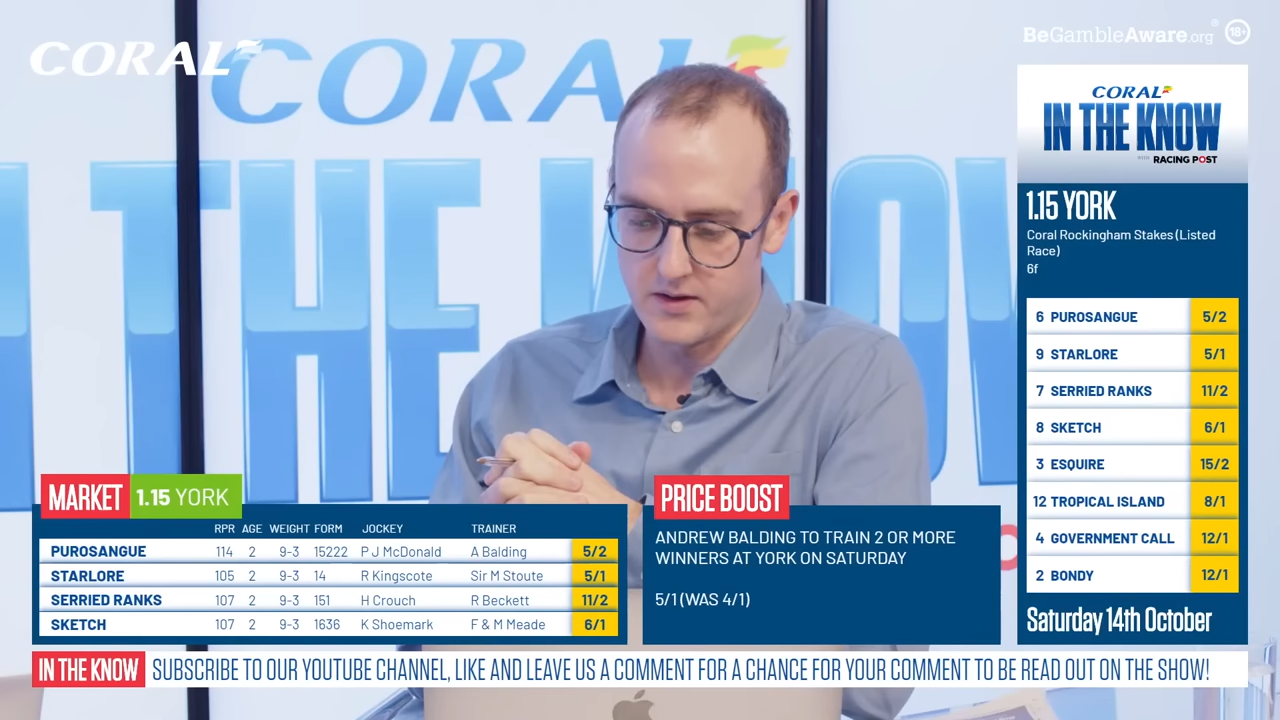 CORAL
CORAL
BeGambleAware.org® 18+
THE KNOW
CORAL
IN THE KNOW
WITH RACING POST
1.15 YORK
Coral Rockingham Stakes (Listed
Race)
6f
6 PUROSANGUE 5/2
9 STARLORE 5/1
7 SERRIED RANKS 11/2
8 SKETCH 6/1
3 ESQUIRE 15/2
12 TROPICAL ISLAND 8/1
4 GOVERNMENT CALL 12/1
2 BONDY 12/1
Saturday 14th October
MARKET 1.15 YORK
RPR AGE WEIGHT FORM JOCKEY TRAINER
PUROSANGUE 114 2 9-3 15222 P J McDonald A Balding 5/2
STARLORE 105 2 9-3 14 R Kingscote Sir M Stoute 5/1
SERRIED RANKS 107 2 9-3 151 H Crouch R Beckett 11/2
SKETCH 107 2 9-3 1636 K Shoemark F & M Meade 6/1
PRICE BOOST
ANDREW BALDING TO TRAIN 2 OR MORE
WINNERS AT YORK ON SATURDAY
5/1 (WAS 4/1)
IN THE KNOW SUBSCRIBE TO OUR YOUTUBE CHANNEL, LIKE AND LEAVE US A COMMENT FOR A CHANCE FOR YOUR COMMENT TO BE READ OUT ON THE SHOW!